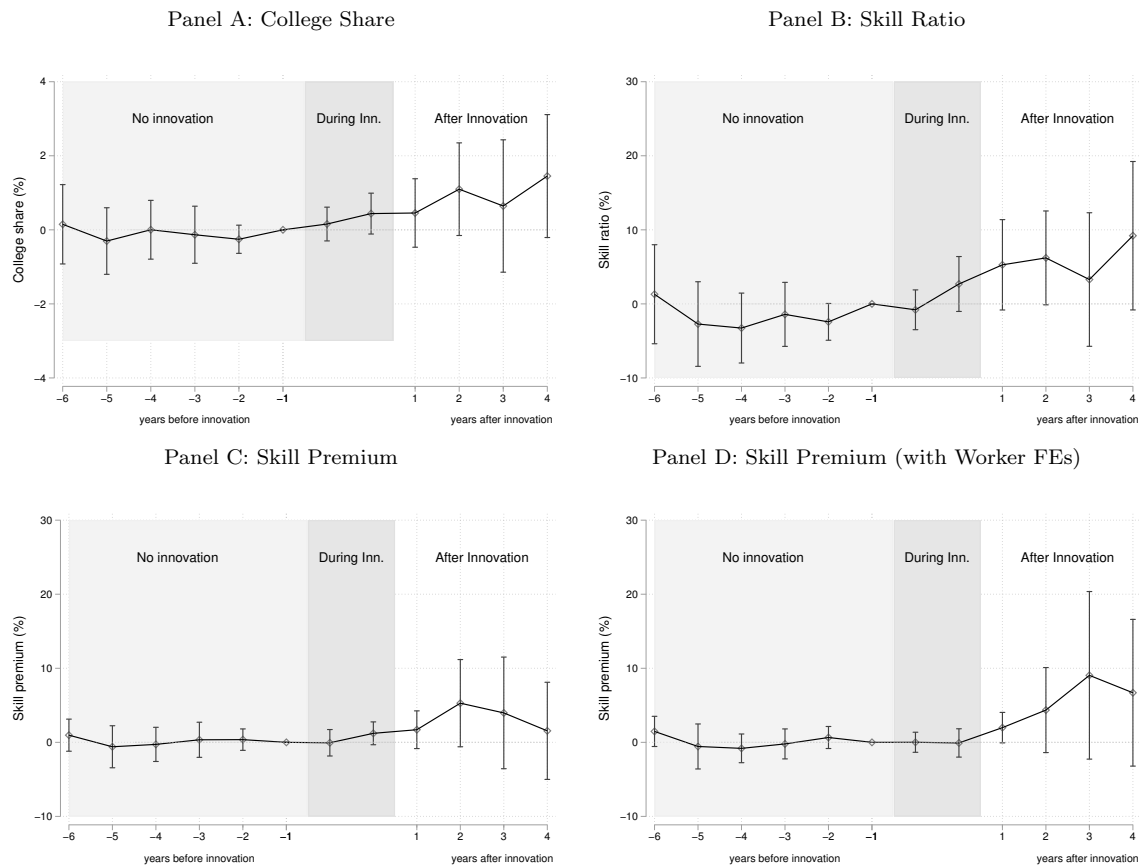 Panel A: College Share
4
2
0
−2
−4
College share (%)
No innovation
During Inn.
After Innovation
−6 −5 −4 −3 −2 −1 1 2 3 4
years before innovation years after innovation
Panel B: Skill Ratio
30
20
10
0
−10
Skill ratio (%)
No innovation
During Inn.
After Innovation
−6 −5 −4 −3 −2 −1 1 2 3 4
years before innovation years after innovation
Panel C: Skill Premium
30
20
10
0
−10
Skill premium (%)
No innovation
During Inn.
After Innovation
−6 −5 −4 −3 −2 −1 1 2 3 4
years before innovation years after innovation
Panel D: Skill Premium (with Worker FEs)
30
20
10
0
−10
Skill premium (%)
No innovation
During Inn.
After Innovation
−6 −5 −4 −3 −2 −1 1 2 3 4
years before innovation years after innovation